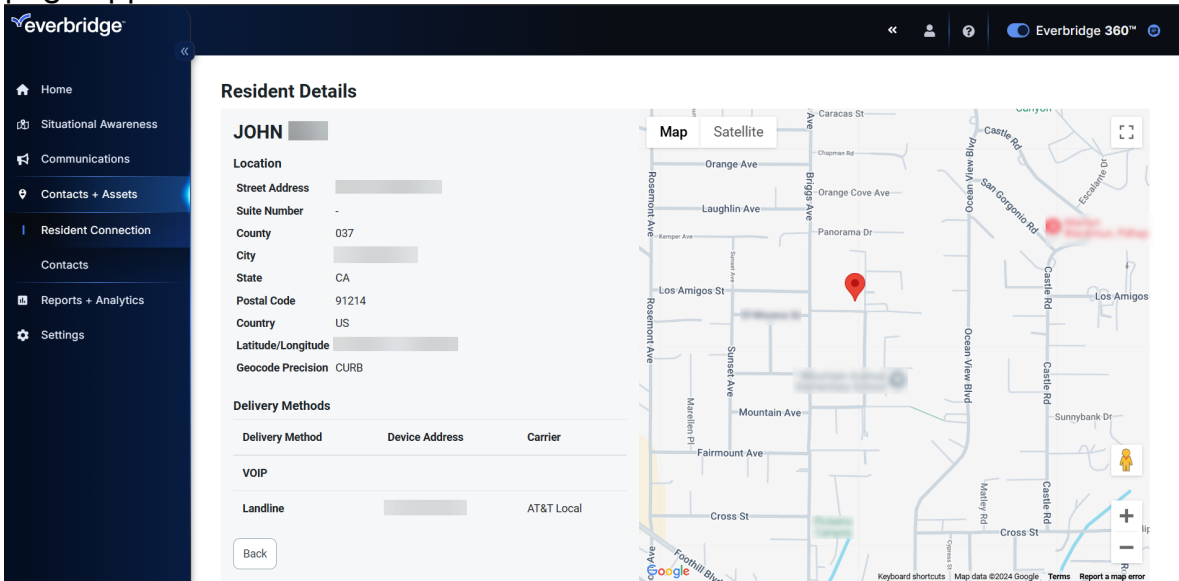 everbridge
Everbridge 360™
Home
Situational Awareness
Communications
Contacts + Assets
Resident Connection
Contacts
Reports + Analytics
Settings
Resident Details
JOHN
Location
Street Address
Suite Number -
County 037
City
State CA
Postal Code 91214
Country US
Latitude/Longitude
Geocode Precision CURB
Delivery Methods
Delivery Method Device Address Carrier
VOIP
Landline AT&T Local
Back
Map Satellite
Caracas St
Canyon
Castle Rd
Chapman Rd
Orange Ave
Briggs Ave
Ocean View Blvd
Escalante Dr
Rosemont Ave
Orange Cove Ave
San Gorgonio Rd
Laughlin Ave
Panorama Dr
Kemper Ave
Sunset Ave
Castle Rd
Los Amigos St
Los Amigos
Rosemont Ave
Ocean View Blvd
Sunset Ave
Castle Rd
Marellen Pl
Mountain Ave
Sunnybank Dr
Fairmount Ave
Matley Rd
Castle Rd
Cross St
Cross St
Cypress St
Foothill Blvd
Google
Keyboard shortcuts Map data ©2024 Google Terms Report a map error